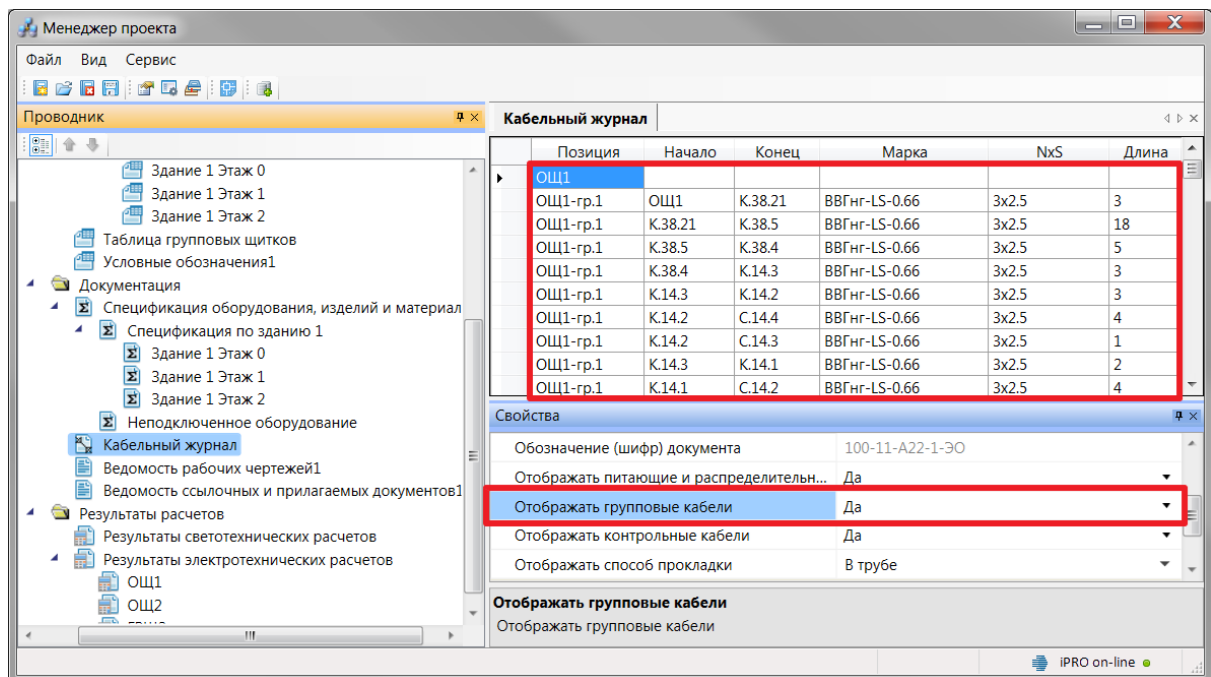 Менеджер проекта
Файл Вид Сервис
Проводник
Здание 1 Этаж 0
Здание 1 Этаж 1
Здание 1 Этаж 2
Таблица групповых щитков
Условные обозначения1
Документация
Спецификация оборудования, изделий и материал
Спецификация по зданию 1
Здание 1 Этаж 0
Здание 1 Этаж 1
Здание 1 Этаж 2
Неподключенное оборудование
Кабельный журнал
Ведомость рабочих чертежей1
Ведомость ссылочных и прилагаемых документов1
Результаты расчетов
Результаты светотехнических расчетов
Результаты электротехнических расчетов
ОЩ1
ОЩ2
Кабельный журнал
Позиция Начало Конец Марка NxS Длина
ОЩ1
ОЩ1-гр.1 ОЩ1 К.38.21 ВВГнг-LS-0.66 3x2.5 3
ОЩ1-гр.1 К.38.21 К.38.5 ВВГнг-LS-0.66 3x2.5 18
ОЩ1-гр.1 К.38.5 К.38.4 ВВГнг-LS-0.66 3x2.5 5
ОЩ1-гр.1 К.38.4 К.14.3 ВВГнг-LS-0.66 3x2.5 3
ОЩ1-гр.1 К.14.3 К.14.2 ВВГнг-LS-0.66 3x2.5 3
ОЩ1-гр.1 К.14.2 С.14.4 ВВГнг-LS-0.66 3x2.5 4
ОЩ1-гр.1 К.14.2 С.14.3 ВВГнг-LS-0.66 3x2.5 1
ОЩ1-гр.1 К.14.3 К.14.1 ВВГнг-LS-0.66 3x2.5 2
ОЩ1-гр.1 К.14.1 С.14.2 ВВГнг-LS-0.66 3x2.5 4
Свойства
Обозначение (шифр) документа 100-11-А22-1-ЭО
Отображать питающие и распределительн... Да
Отображать групповые кабели Да
Отображать контрольные кабели Да
Отображать способ прокладки В трубе
Отображать групповые кабели
Отображать групповые кабели
iPRO on-line